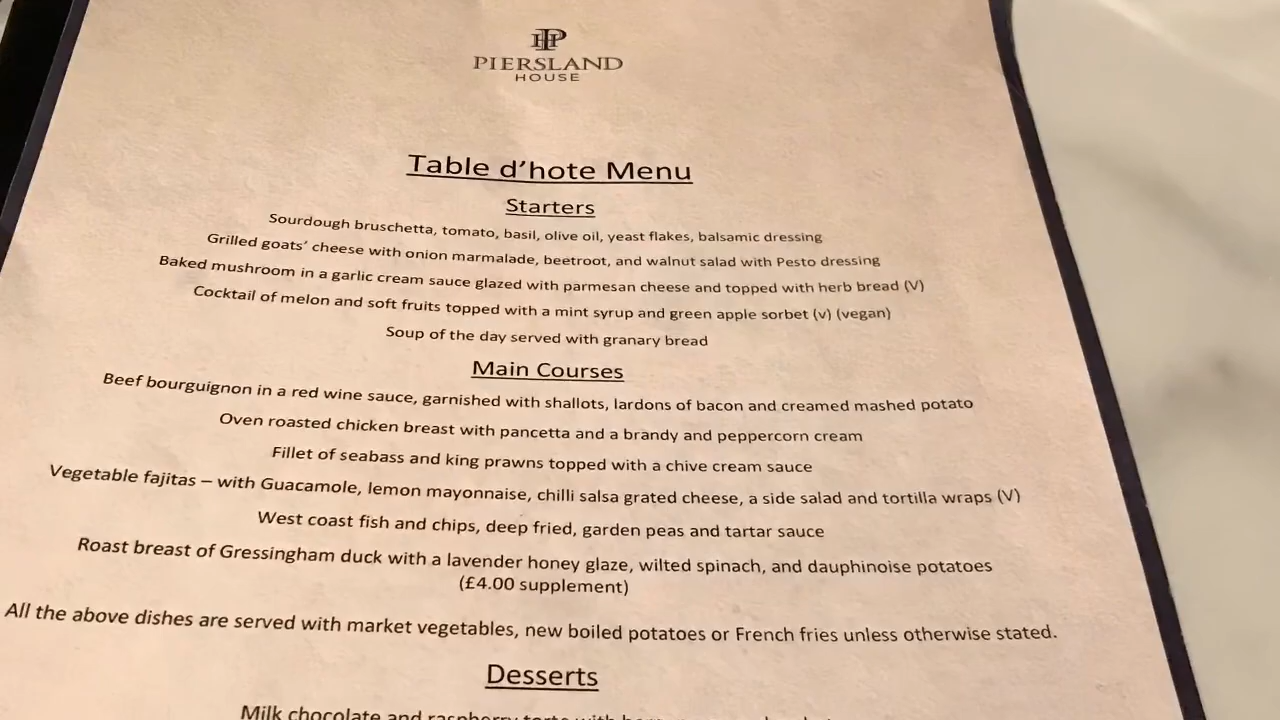 HP
PIERSLAND
HOUSE
Table d’hote Menu
Starters
Sourdough bruschetta, tomato, basil, olive oil, yeast flakes, balsamic dressing
Grilled goats’ cheese with onion marmalade, beetroot, and walnut salad with Pesto dressing
Baked mushroom in a garlic cream sauce glazed with parmesan cheese and topped with herb bread (V)
Cocktail of melon and soft fruits topped with a mint syrup and green apple sorbet (v) (vegan)
Soup of the day served with granary bread
Main Courses
Beef bourguignon in a red wine sauce, garnished with shallots, lardons of bacon and creamed mashed potato
Oven roasted chicken breast with pancetta and a brandy and peppercorn cream
Fillet of seabass and king prawns topped with a chive cream sauce
Vegetable fajitas – with Guacamole, lemon mayonnaise, chilli salsa grated cheese, a side salad and tortilla wraps (V)
West coast fish and chips, deep fried, garden peas and tartar sauce
Roast breast of Gressingham duck with a lavender honey glaze, wilted spinach, and dauphinoise potatoes
(£4.00 supplement)
All the above dishes are served with market vegetables, new boiled potatoes or French fries unless otherwise stated.
Desserts
Milk chocolate and raspberry torte with